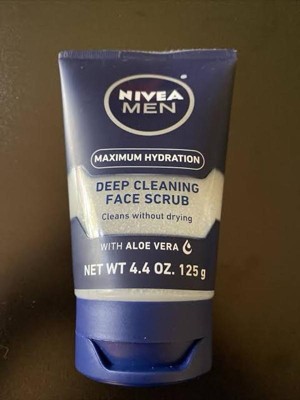 NIVEA
MEN
MAXIMUM HYDRATION
DEEP CLEANING
FACE SCRUB
Cleans without drying
WITH ALOE VERA
NET WT 4.4 OZ. 125 g